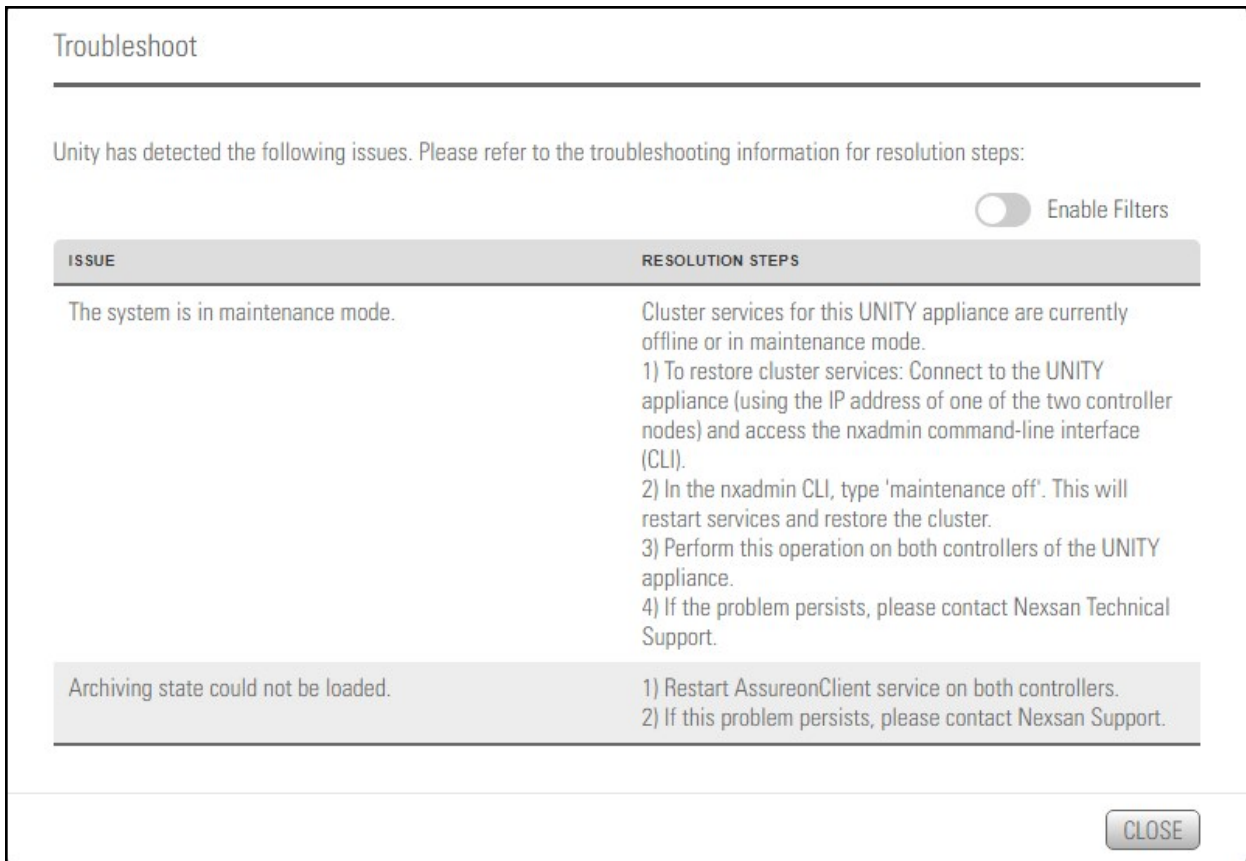 Troubleshoot
Unity has detected the following issues. Please refer to the troubleshooting information for resolution steps:
Enable Filters
ISSUE
RESOLUTION STEPS
The system is in maintenance mode.
Cluster services for this UNITY appliance are currently
offline or in maintenance mode.
1) To restore cluster services: Connect to the UNITY
appliance (using the IP address of one of the two controller
nodes) and access the nxadmin command-line interface
(CLI).
2) In the nxadmin CLI, type 'maintenance off'. This will
restart services and restore the cluster.
3) Perform this operation on both controllers of the UNITY
appliance.
4) If the problem persists, please contact Nexsan Technical
Support.
Archiving state could not be loaded.
1) Restart AssureonClient service on both controllers.
2) If this problem persists, please contact Nexsan Support.
CLOSE